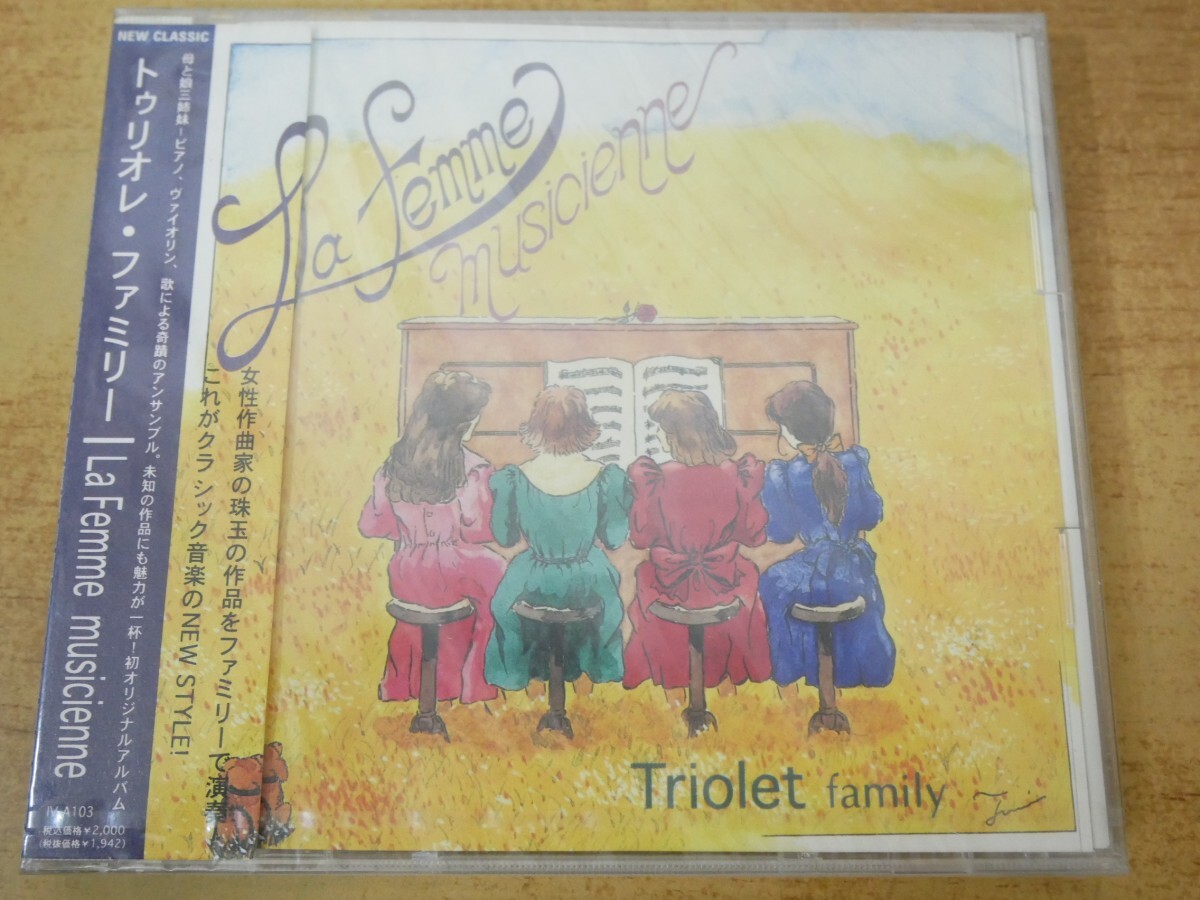 NEW CLASSIC
母と娘三姉妹ーピアノ、ヴァイオリン、歌による奇蹟のアンサンブル。未知の作品にも魅力が一杯!初オリジナルアルバム
トゥリオレ・ファミリー La Femme musicienne
IV-A103
税込価格￥2,000
(税抜価格￥1,942)
女性作曲家の珠玉の作品をファミリーで演奏
これがクラシック音楽のNEW STYLE!
La Femme
musicienne
Triolet family